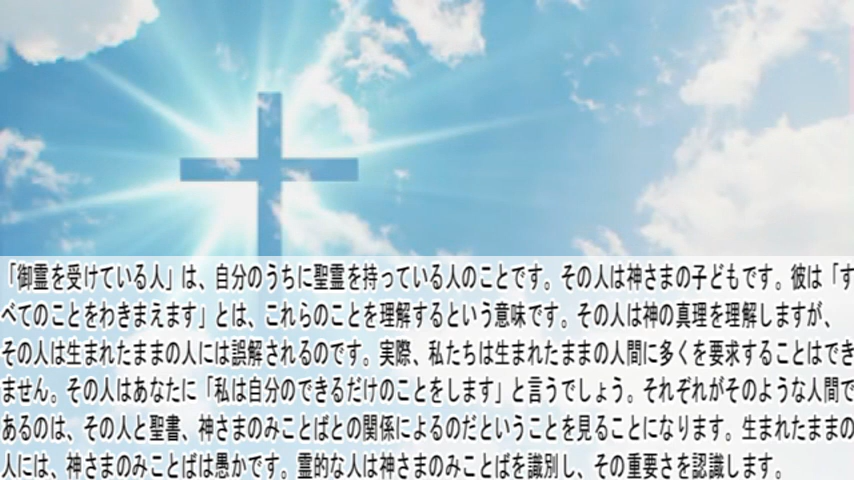 「御霊を受けている人」は、自分のうちに聖霊を持っている人のことです。その人は神さまの子どもです。彼は「す
べてのことをわきまえます」とは、これらのことを理解するという意味です。その人は神の真理を理解しますが、
その人は生まれたままの人には誤解されるのです。実際、私たちは生まれたままの人間に多くを要求することはでき
ません。その人はあなたに「私は自分のできるだけのことをします」と言うでしょう。それぞれがそのような人間で
あるのは、その人と聖書、神さまのみことばとの関係によるのだということを見ることになります。生まれたままの
人には、神さまのみことばは愚かです。霊的な人は神さまのみことばを識別し、その重要さを認識します。